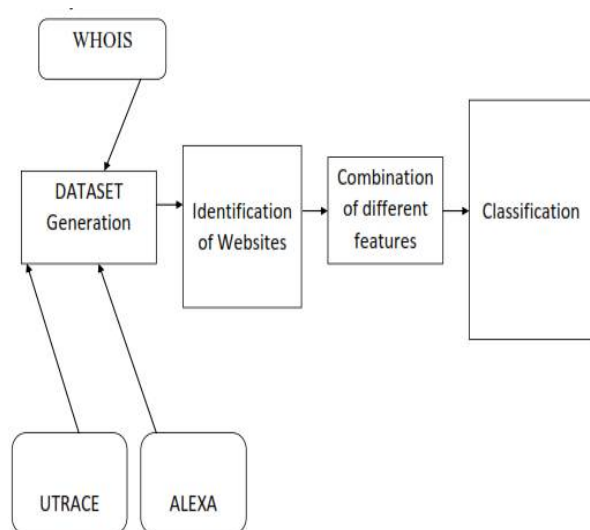 WHOIS
DATASET
Generation
Identification
of Websites
Combination
of different
features
Classification
UTRACE
ALEXA